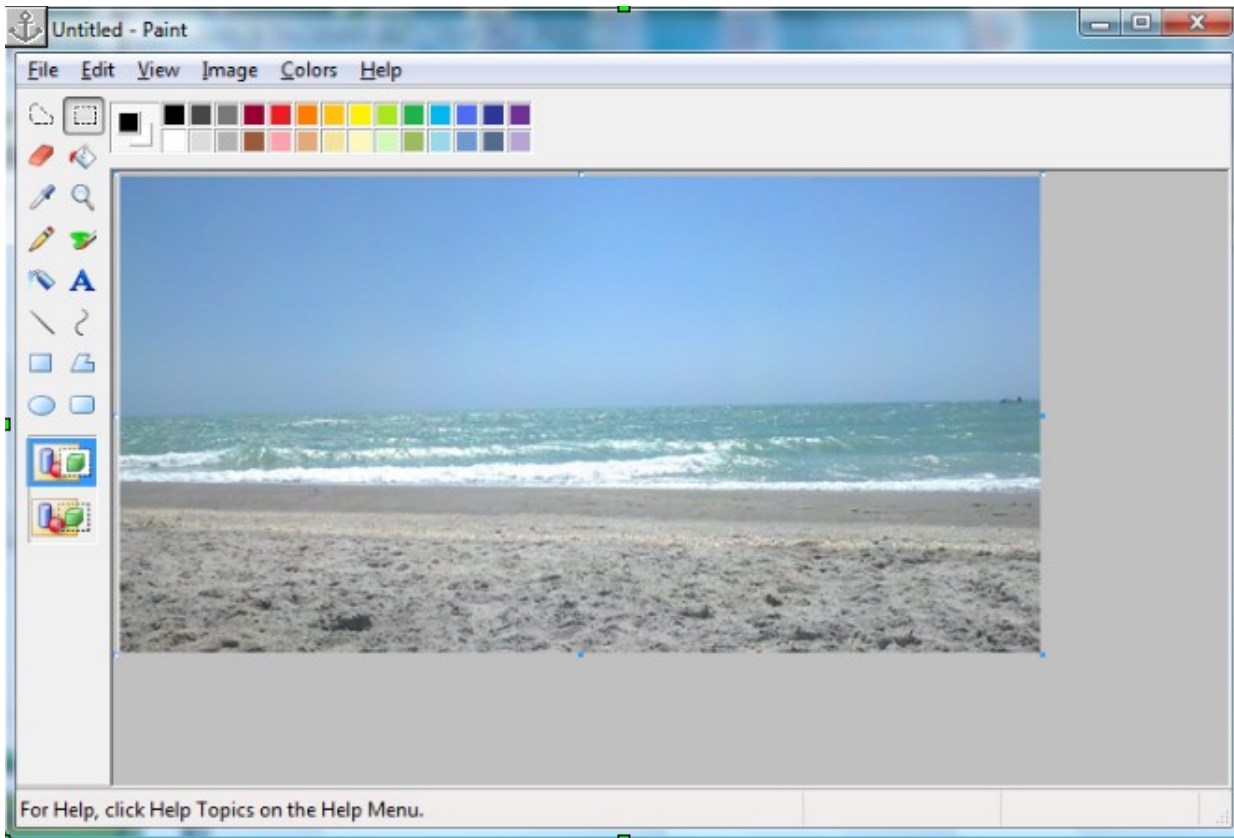 Untitled - Paint
File Edit View Image Colors Help
A
For Help, click Help Topics on the Help Menu.